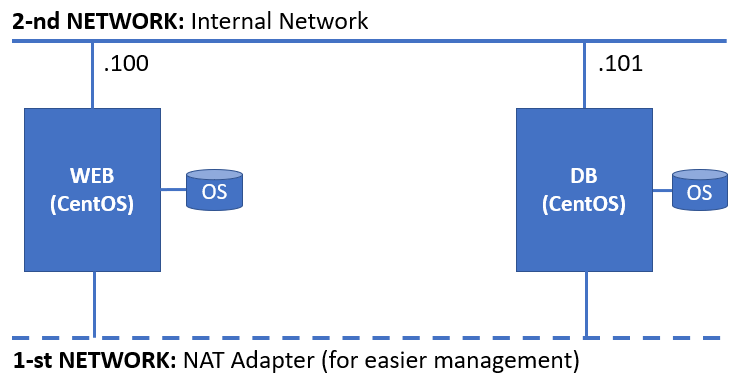 2-nd NETWORK: Internal Network
.100
.101
WEB
(CentOS)
OS
DB
(CentOS)
OS
1-st NETWORK: NAT Adapter (for easier management)